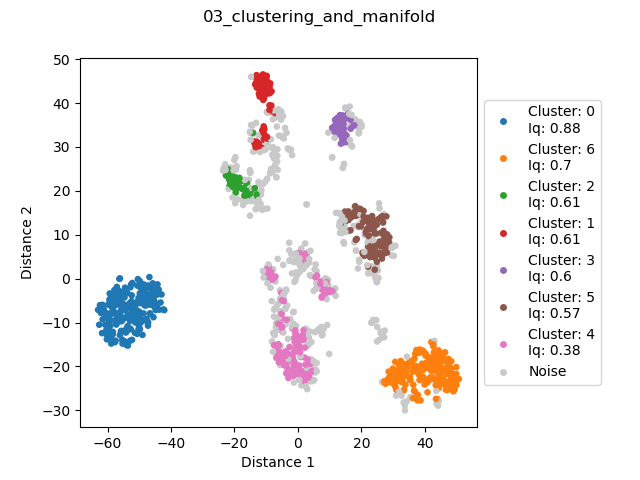 03_clustering_and_manifold
50
40
30
20
10
0
−10
−20
−30
Distance 2
−60
−40
−20
0
20
40
Distance 1
Cluster: 0
Iq: 0.88
Cluster: 6
Iq: 0.7
Cluster: 2
Iq: 0.61
Cluster: 1
Iq: 0.61
Cluster: 3
Iq: 0.6
Cluster: 5
Iq: 0.57
Cluster: 4
Iq: 0.38
Noise